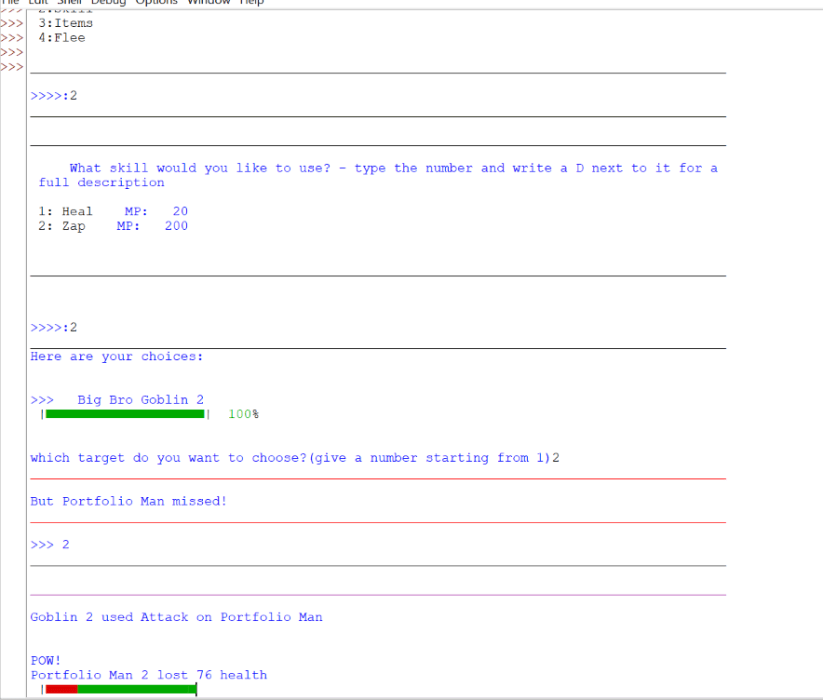 File Edit Shell Debug Options Window Help
>>> 2:Skill
>>> 3:Items
>>> 4:Flee
>>>
>>>
>>>>:2
What skill would you like to use? - type the number and write a D next to it for a
full description
1: Heal MP: 20
2: Zap MP: 200
>>>>:2
Here are your choices:
>>> Big Bro Goblin 2
| | 100%
which target do you want to choose?(give a number starting from 1)2
But Portfolio Man missed!
>>> 2
Goblin 2 used Attack on Portfolio Man
POW!
Portfolio Man 2 lost 76 health
|